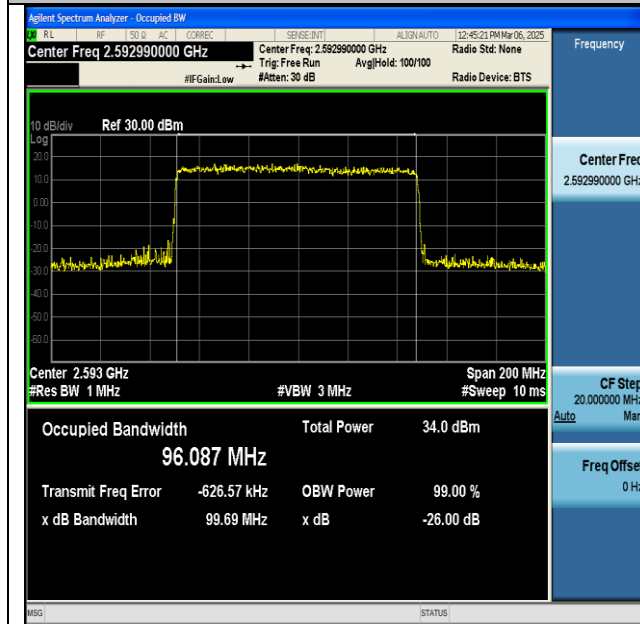 Agilent Spectrum Analyzer - Occupied BW
RL RF 50 Ω AC CORREC SENSE:INT ALIGN AUTO 12:45:21 PM Mar 06, 2025
Center Freq 2.592990000 GHz
Center Freq: 2.592990000 GHz Radio Std: None
Trig: Free Run Avg|Hold: 100/100
#IFGain:Low #Atten: 30 dB Radio Device: BTS
Frequency
10 dB/div Ref 30.00 dBm
Log
20.0
10.0
0.00
-10.0
-20.0
-30.0
-40.0
-50.0
-60.0
Center 2.593 GHz Span 200 MHz
#Res BW 1 MHz #VBW 3 MHz #Sweep 10 ms
Center Freq
2.592990000 GHz
CF Step
20.000000 MHz
Auto Man
Freq Offset
0 Hz
Occupied Bandwidth Total Power 34.0 dBm
96.087 MHz
Transmit Freq Error -626.57 kHz OBW Power 99.00 %
x dB Bandwidth 99.69 MHz x dB -26.00 dB
MSG STATUS